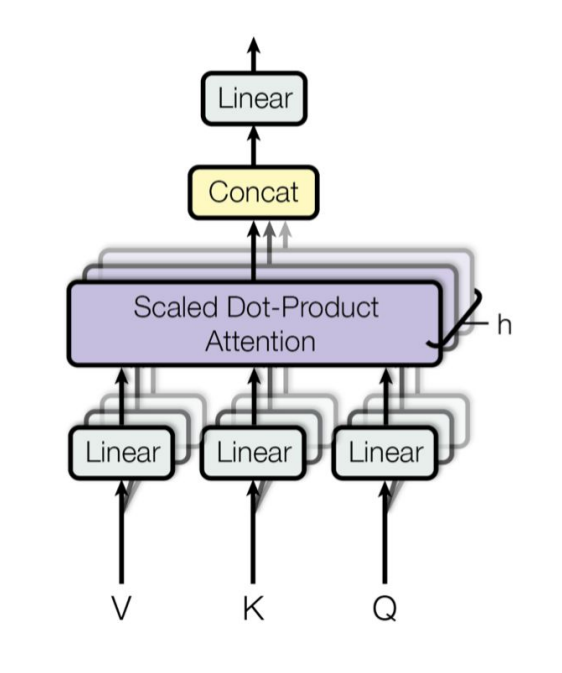 Linear
Concat
Scaled Dot-Product
Attention
h
Linear Linear Linear
V K Q